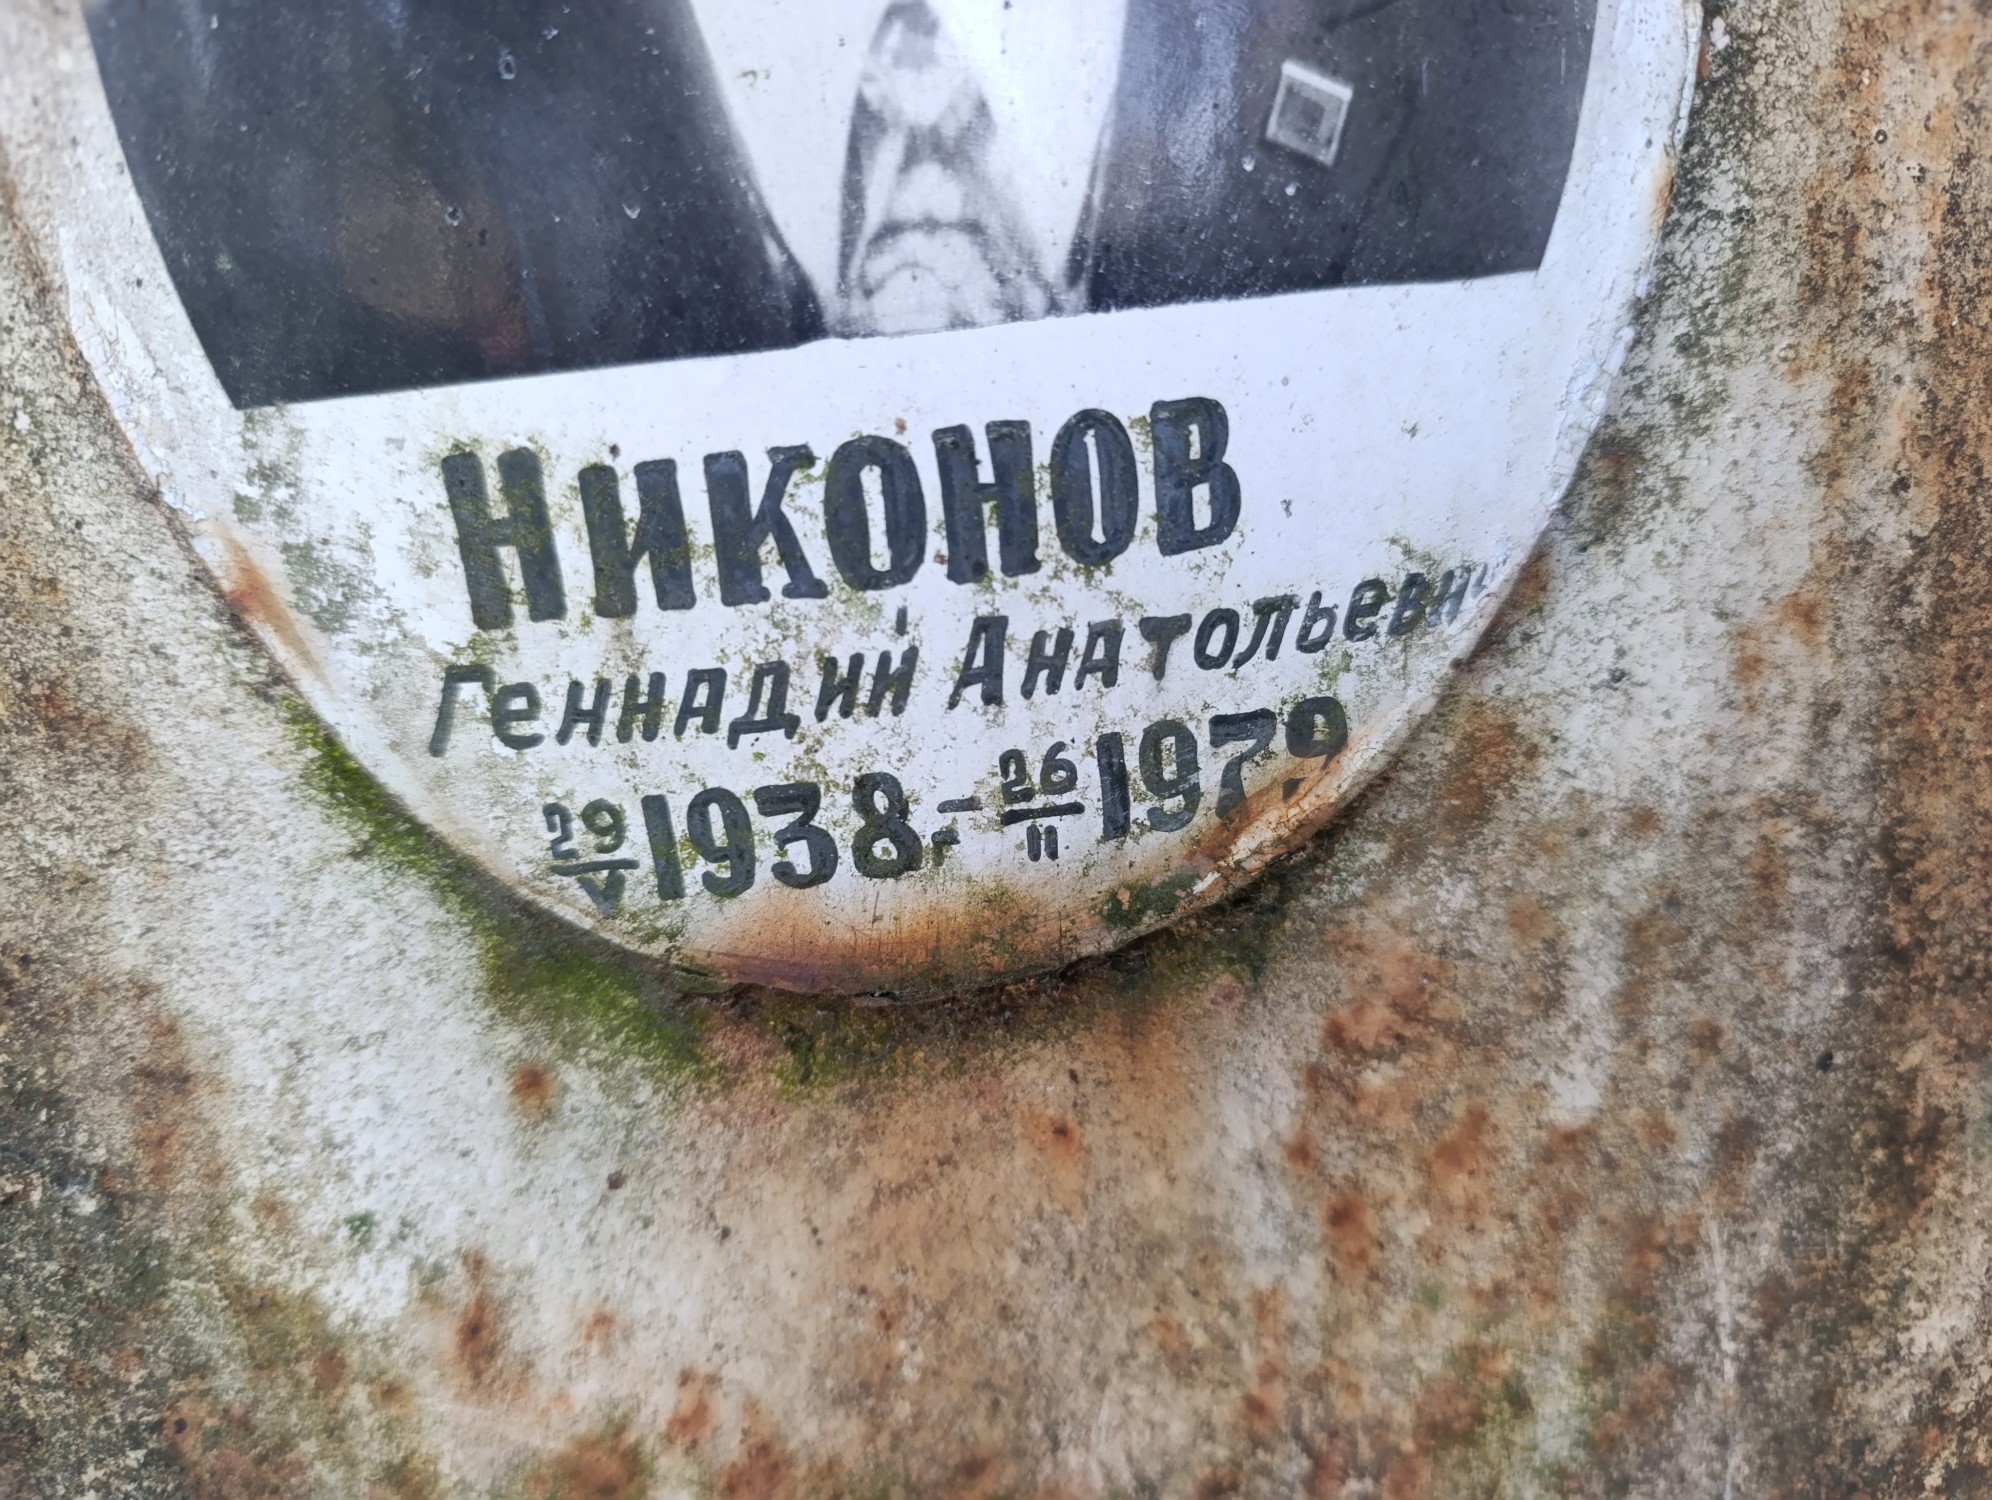 НИКОНОВ
Геннадий Анатольевич
29/V 1938 г. - 26/II 1979